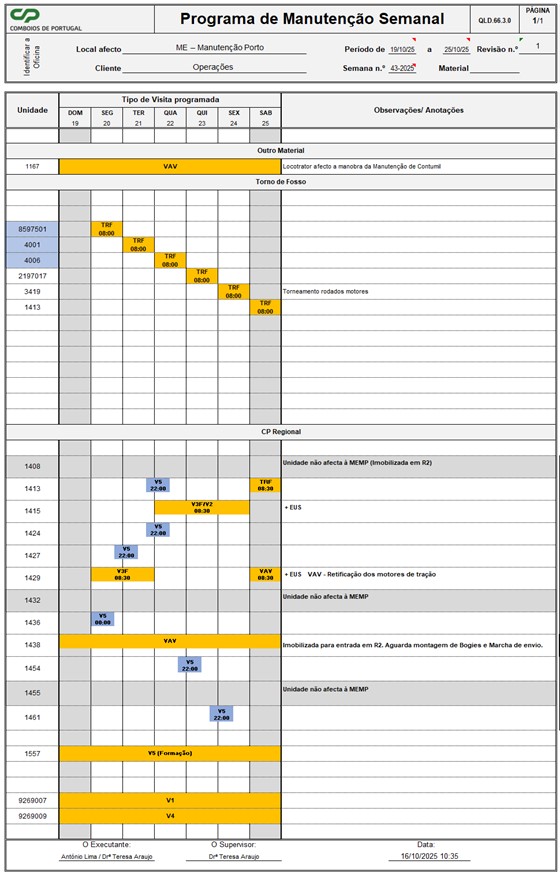 CP
COMBOIOS DE PORTUGAL
Programa de Manutenção Semanal
QLD.66.3.0
PÁGINA
1/1
Identificar a Oficina
Local afecto ME – Manutenção Porto Período de 19/10/25 a 25/10/25 Revisão n.º 1
Cliente Operações Semana n.º 43-2025 Material
Unidade Tipo de Visita programada Observações/ Anotações
DOM SEG TER QUA QUI SEX SAB
19 20 21 22 23 24 25
Outro Material
1167 VAV Locotrator afecto a manobra da Manutenção de Contumil
Torno de Fosso
8597501 TRF 08:00
4001 TRF 08:00
4006 TRF 08:00
2197017 TRF 08:00
3419 TRF 08:00 Torneamento rodados motores
1413 TRF 08:00
CP Regional
1408 Unidade não afecta à MEMP (Imobilizada em R2)
1413 V5 22:00 TRF 08:30
1415 V3F/V2 08:30 + EUS
1424 V5 22:00
1427 V5 22:00
1429 V3F 08:30 VAV 08:30 + EUS VAV - Retificação dos motores de tração
1432 Unidade não afecta à MEMP
1436 V5 08:00
1438 VAV Imobilizada para entrada em R2. Aguarda montagem de Bogies e Marcha de envio.
1454 V5 22:00
1455 Unidade não afecta à MEMP
1461 V5 22:00
1557 V5 (Formação)
9269007 V1
9269009 V4
O Executante: O Supervisor: Data:
António Lima / Drª Teresa Araujo Drª Teresa Araujo 16/10/2025 10:35